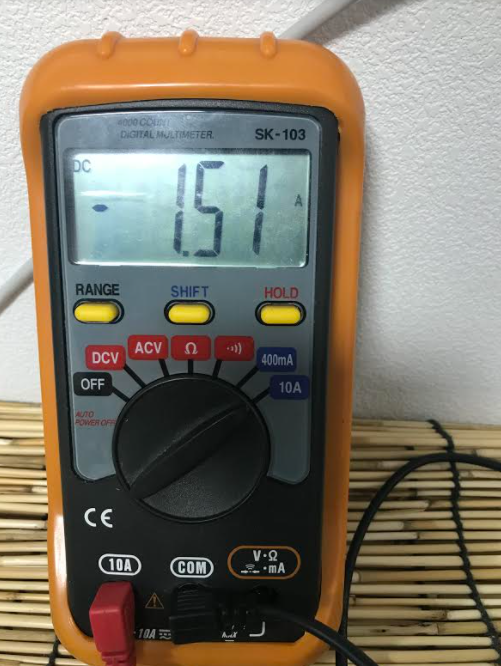 4000 COUNT
DIGITAL MULTIMETER
SK-103
DC
-1.51 A
RANGE SHIFT HOLD
DCV ACV Ω 400mA
OFF 10A
AUTO
POWER OFF
CE
10A COM V·Ω
mA
10A
MAX